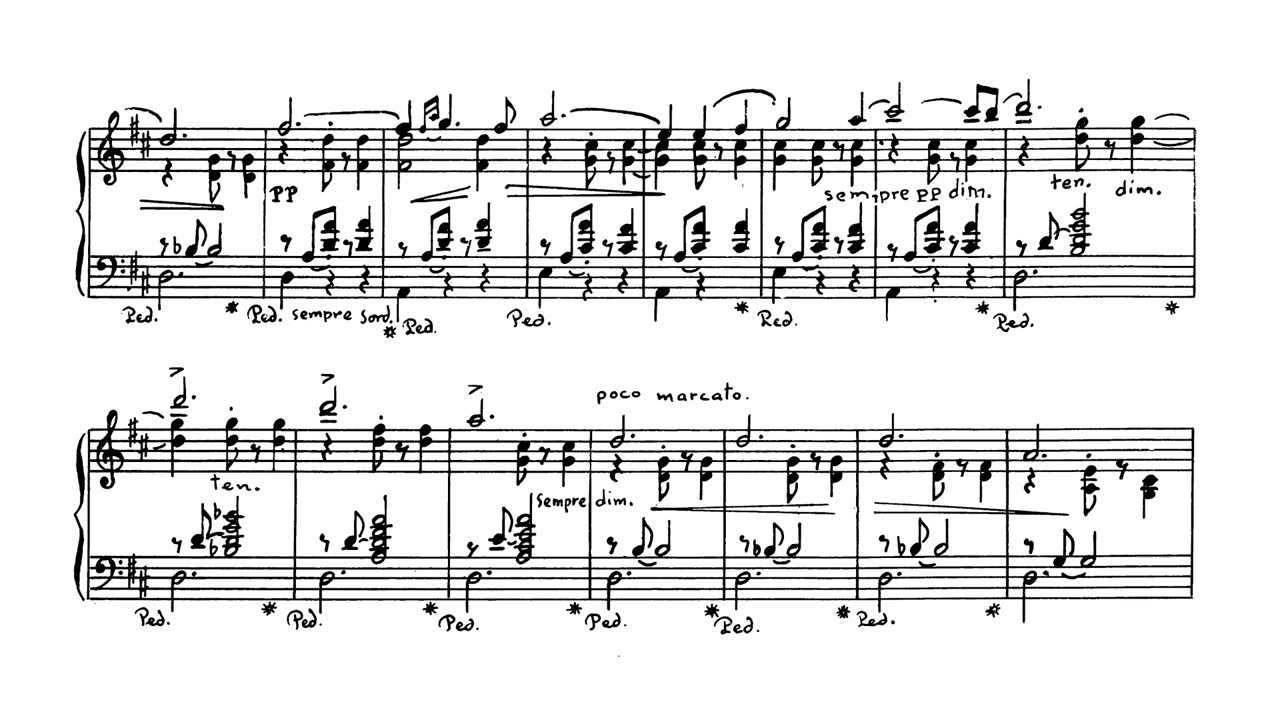 pp
sempre pp dim.
ten.
dim.
Ped.
Ped. sempre sord.
Ped.
Ped.
Ped.
Ped.
poco marcato.
ten.
sempre dim.
Ped.
Ped.
Ped.
Ped.
Ped.
Ped.